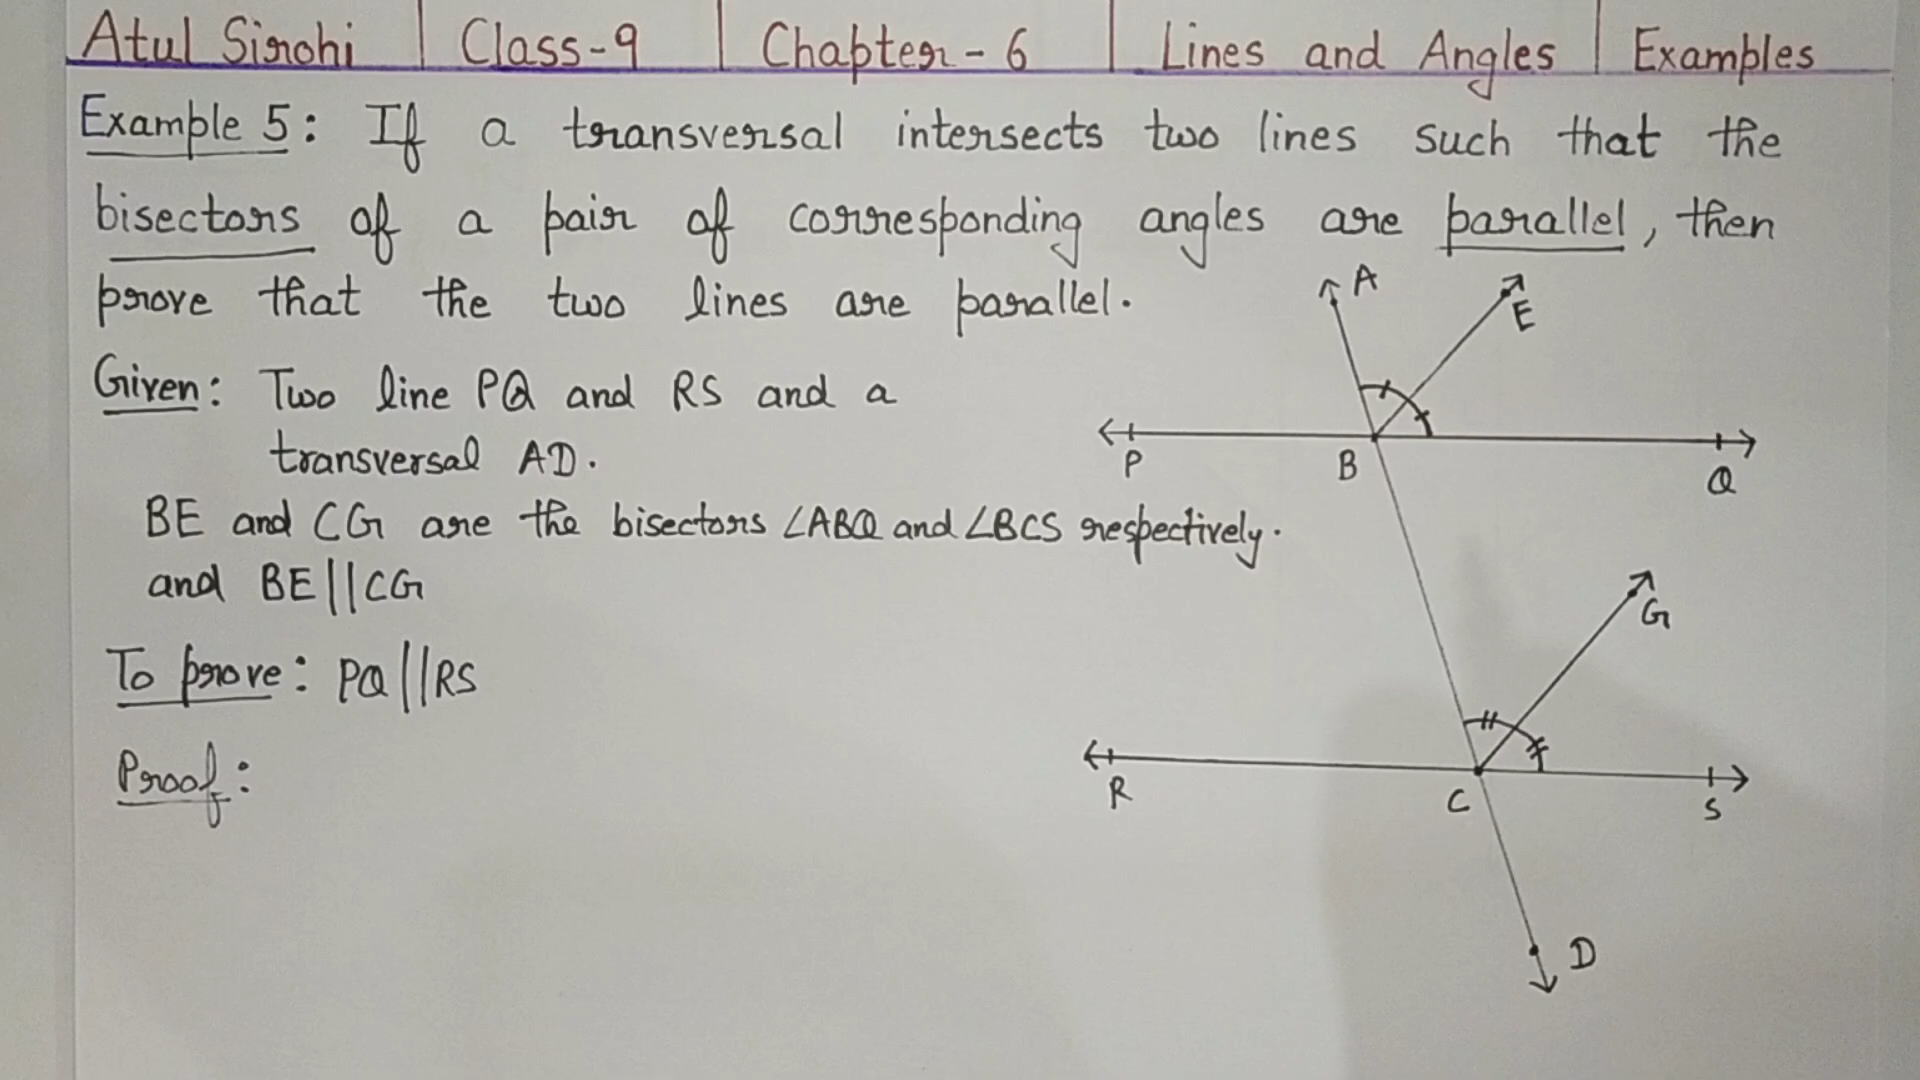 Atul Sirohi | Class-9 | Chapter-6 | Lines and Angles | Examples
Example 5: If a transversal intersects two lines such that the
bisectors of a pair of corresponding angles are parallel, then
prove that the two lines are parallel.
Given: Two line PQ and RS and a
transversal AD.
BE and CG are the bisectors ∠ABQ and ∠BCS respectively.
and BE||CG
To prove: PQ||RS
Proof:
A
E
P
B
Q
G
R
C
S
D